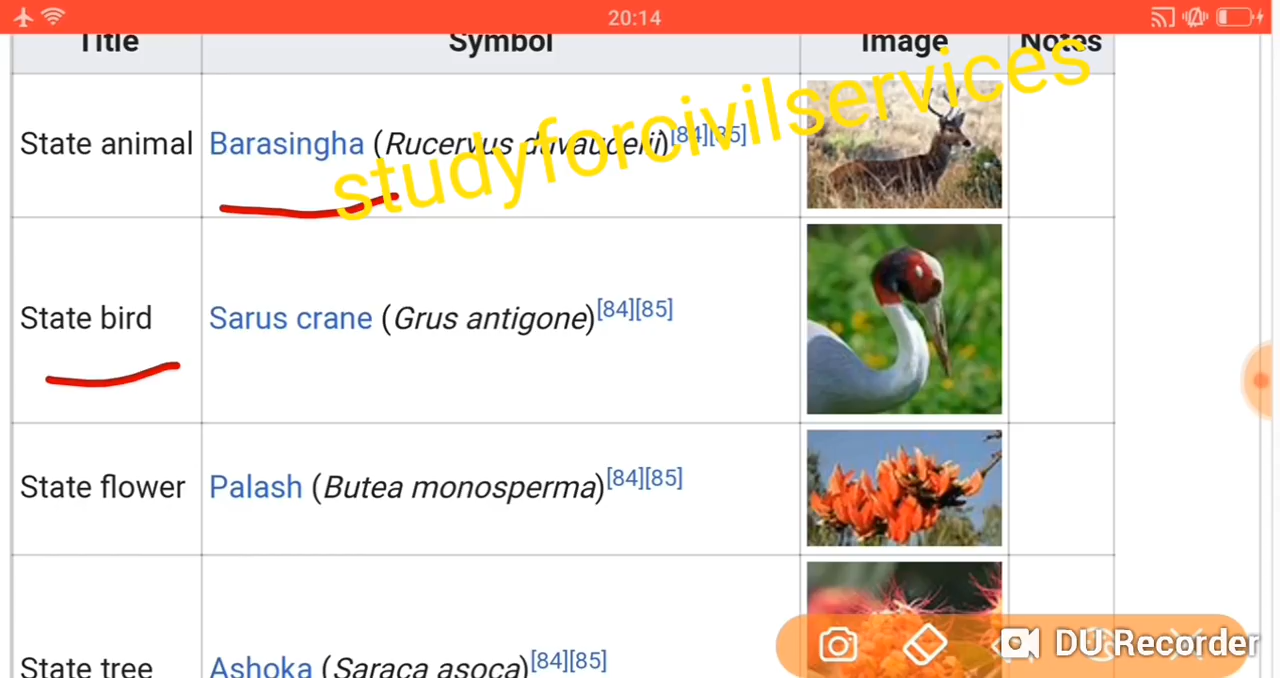 20:14
Title Symbol Image Notes
studyforcivilservices
State animal Barasingha (Rucervus duvaucelii)[84][85]
State bird Sarus crane (Grus antigone)[84][85]
State flower Palash (Butea monosperma)[84][85]
State tree Ashoka (Saraca asoca)[84][85]
DU Recorder